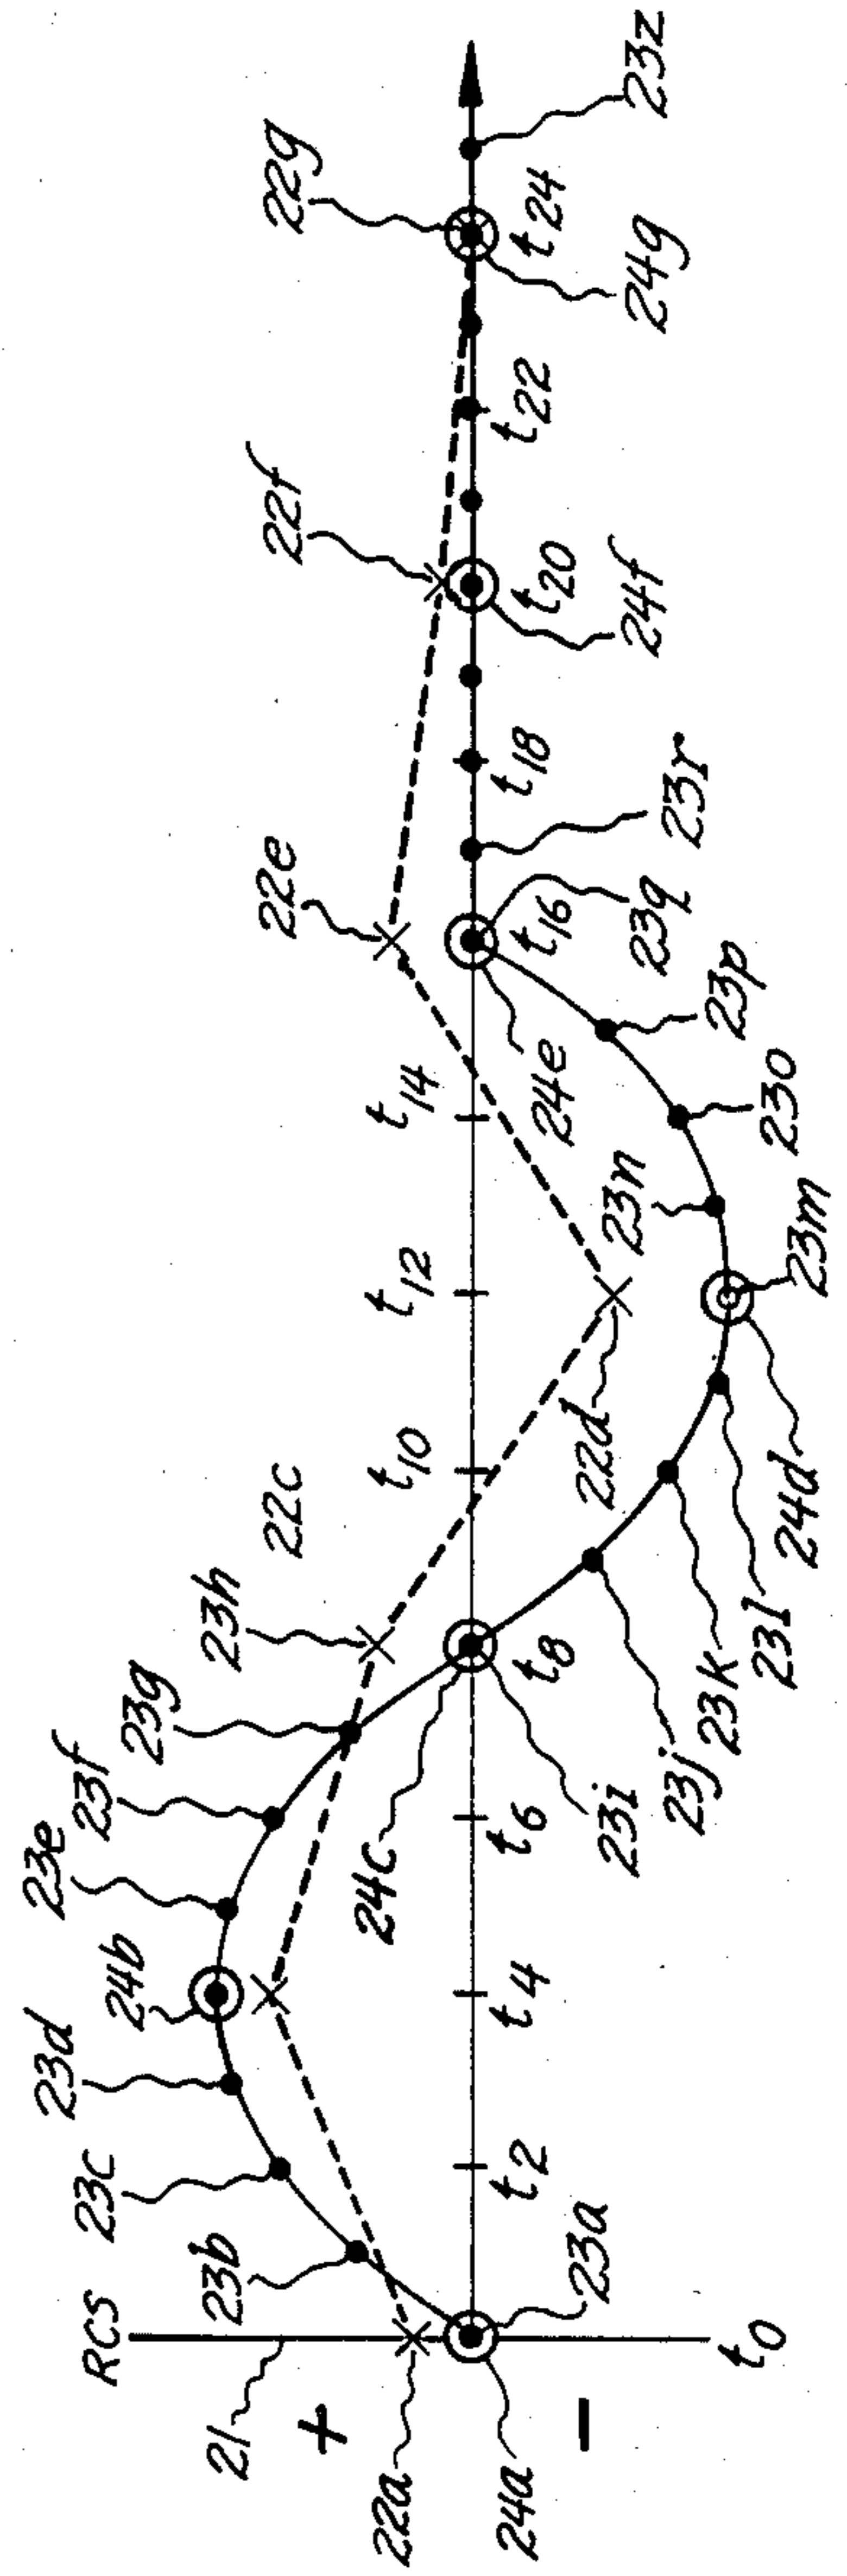 RCS
21
+
22a
24a
−
t0
23a
23b
23c
t2
23d
24b
t4
23e
23f
t6
23g
23h
24c
23i
t8
22c
23j
23k
23l
24d
t10
22d
t12
23m
23n
23o
t14
23p
24e
22e
t16
23q
23r
t18
22f
t20
24f
t22
22g
t24
24g
23z